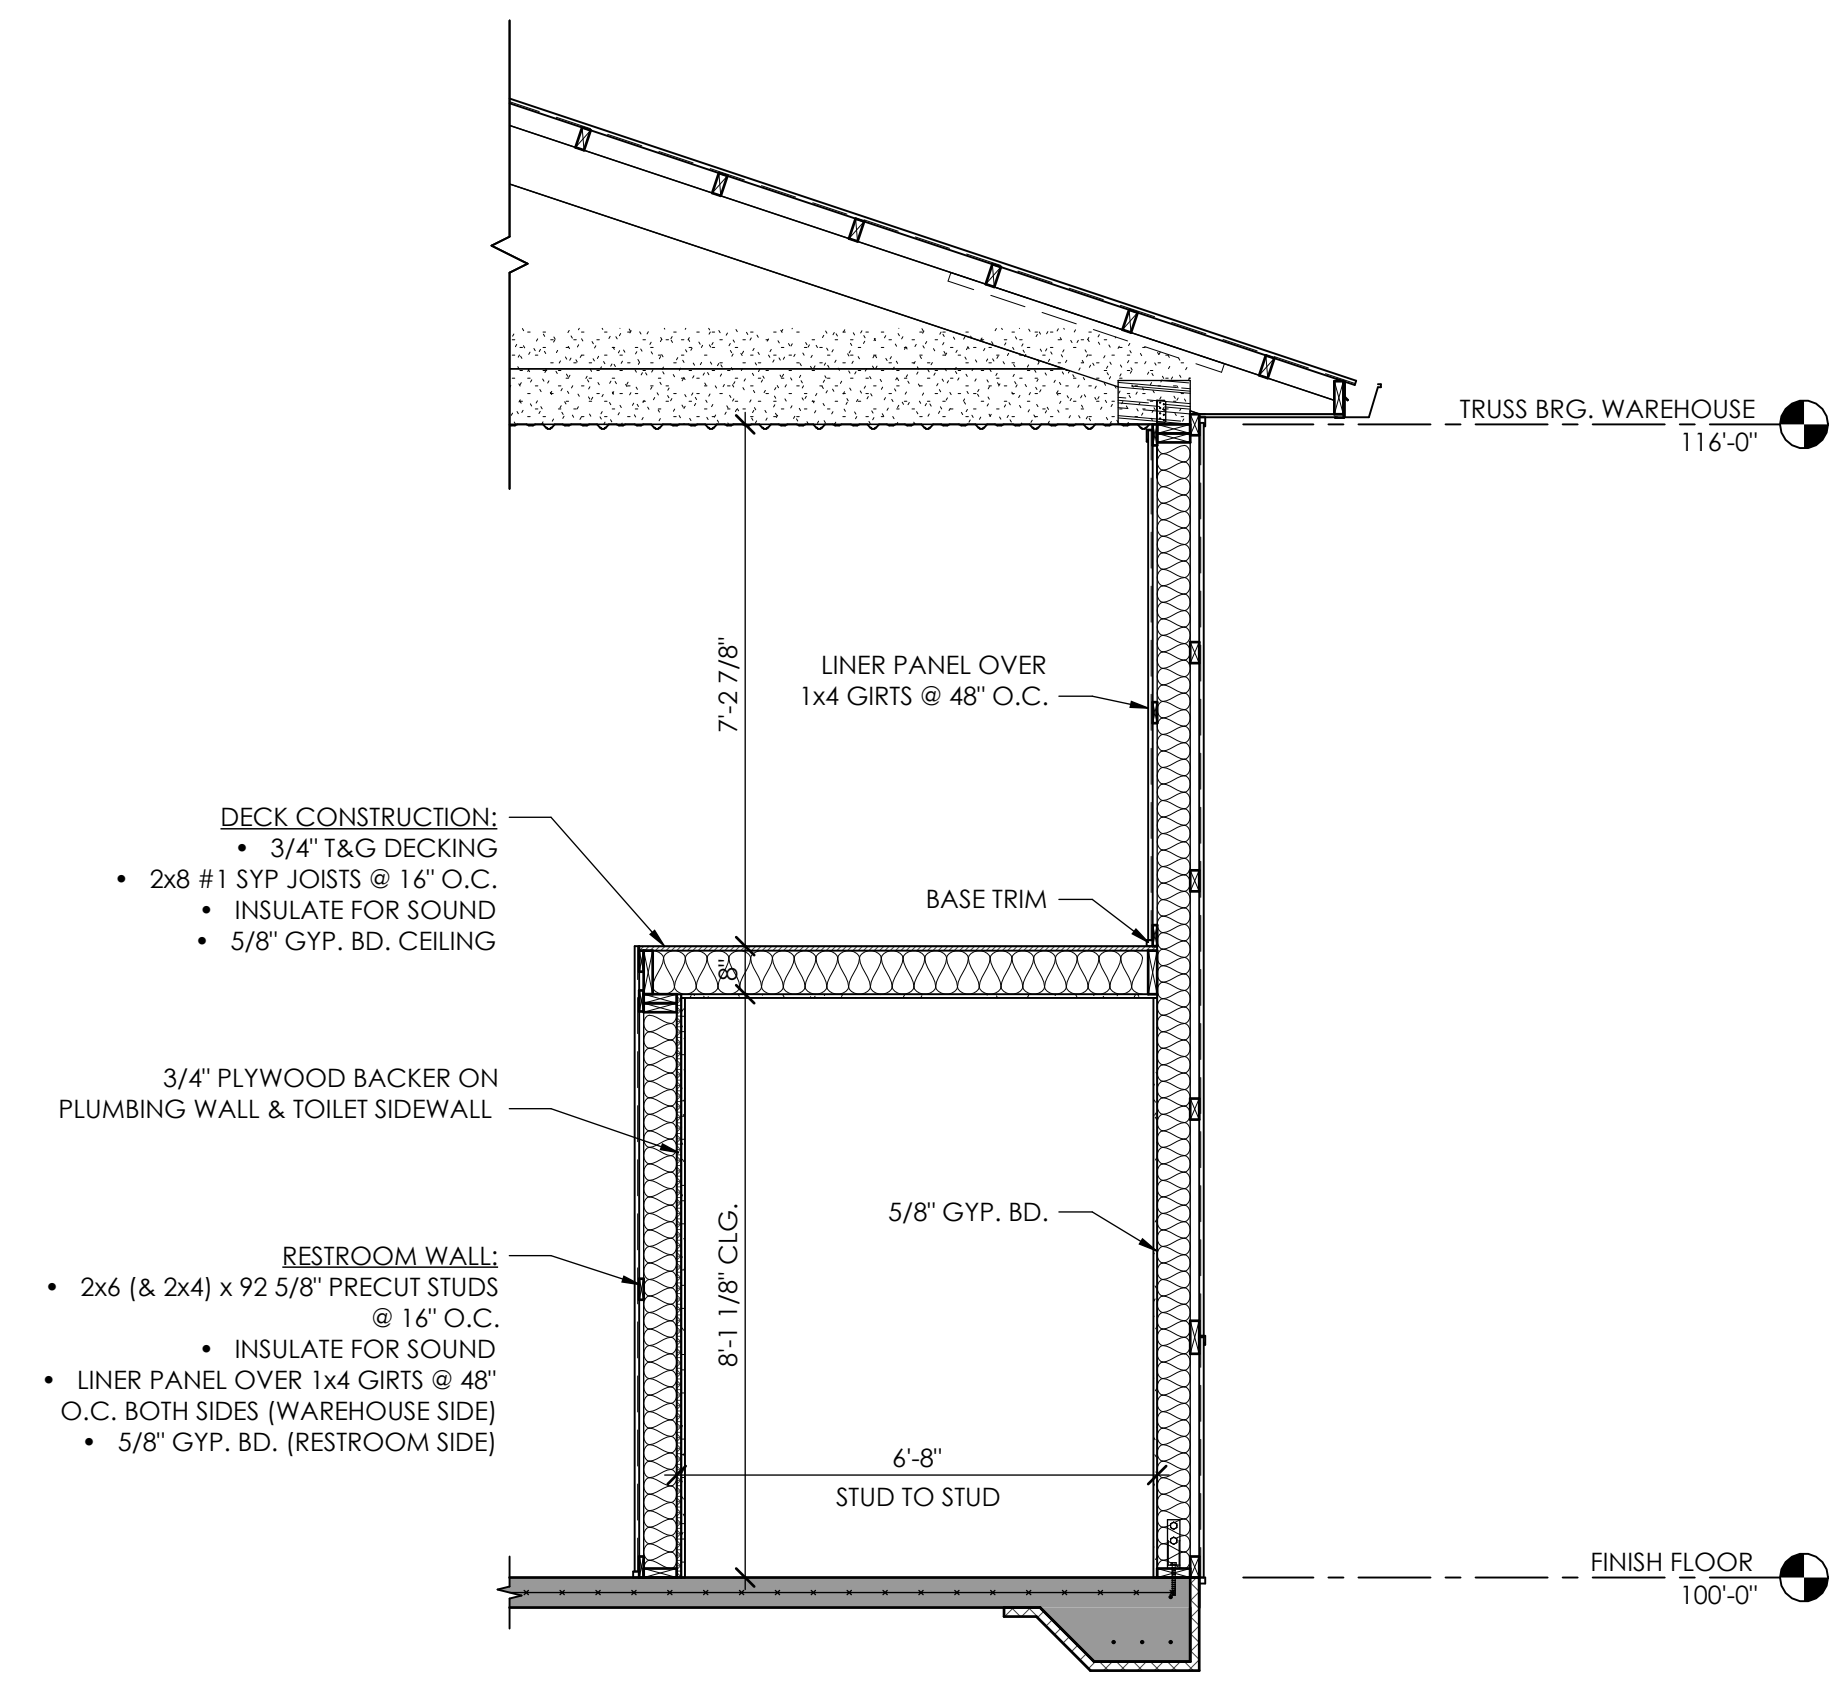 TRUSS BRG. WAREHOUSE
116'-0"
7'-2 7/8"
LINER PANEL OVER
1x4 GIRTS @ 48" O.C.
DECK CONSTRUCTION:
• 3/4" T&G DECKING
• 2x8 #1 SYP JOISTS @ 16" O.C.
• INSULATE FOR SOUND
• 5/8" GYP. BD. CEILING
BASE TRIM
8"
3/4" PLYWOOD BACKER ON
PLUMBING WALL & TOILET SIDEWALL
5/8" GYP. BD.
8'-1 1/8" CLG.
RESTROOM WALL:
• 2x6 (& 2x4) x 92 5/8" PRECUT STUDS
@ 16" O.C.
• INSULATE FOR SOUND
• LINER PANEL OVER 1x4 GIRTS @ 48"
O.C. BOTH SIDES (WAREHOUSE SIDE)
• 5/8" GYP. BD. (RESTROOM SIDE)
6'-8"
STUD TO STUD
FINISH FLOOR
100'-0"